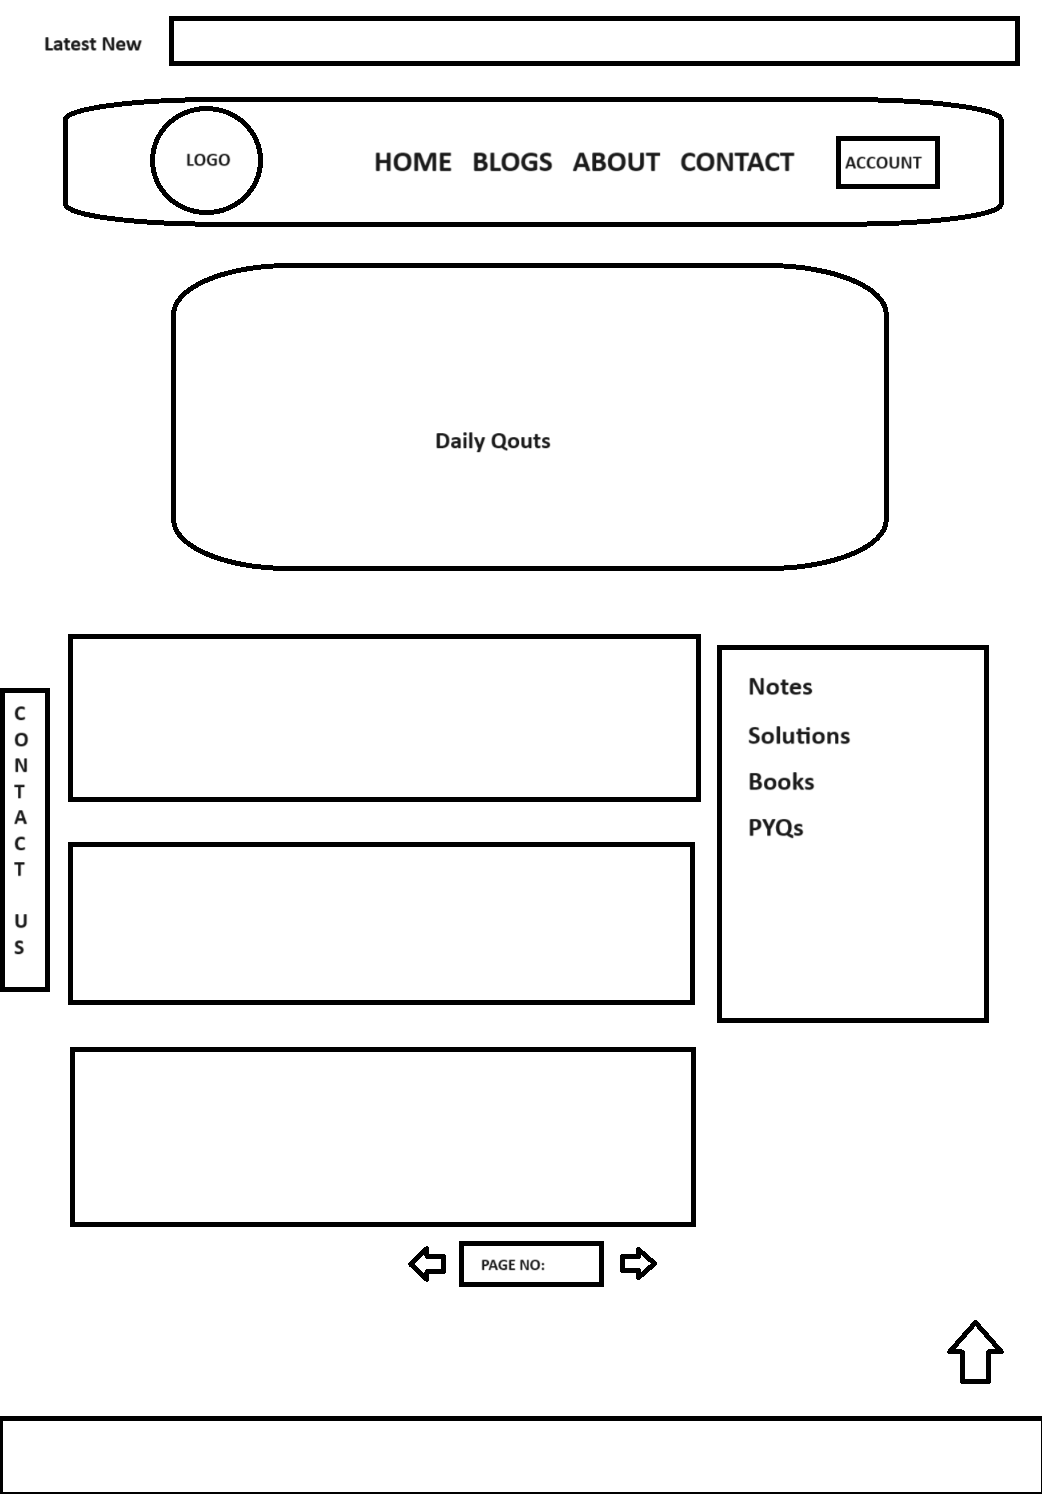 Latest New
LOGO
HOME BLOGS ABOUT CONTACT
ACCOUNT
Daily Qouts
C
O
N
T
A
C
T
U
S
Notes
Solutions
Books
PYQs
PAGE NO: